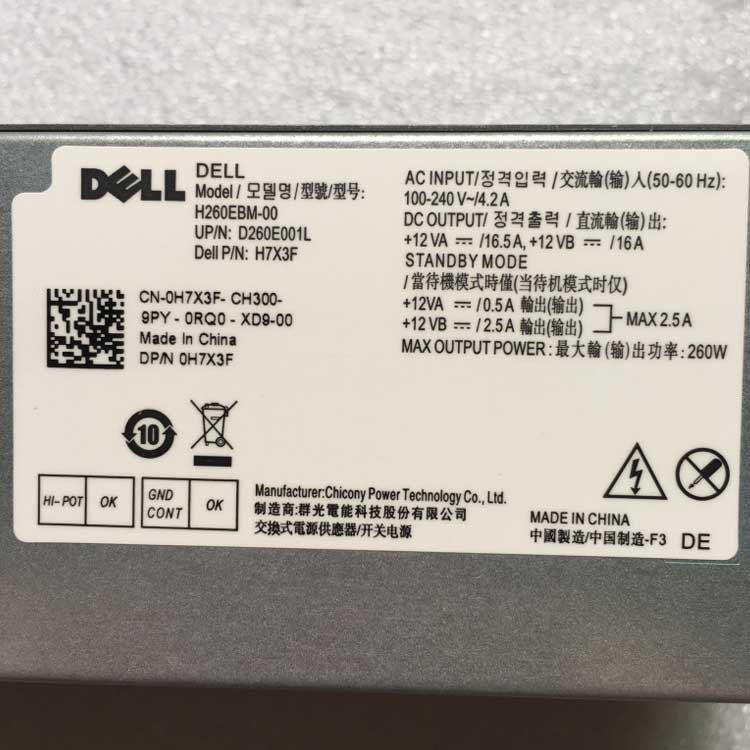 DELL
DELL
Model / 모델명/型號/型号:
H260EBM-00
UP/N: D260E001L
Dell P/N: H7X3F
CN-0H7X3F- CH300-
9PY - 0RQ0 - XD9-00
Made In China
DP/N 0H7X3F
AC INPUT/정격입력 /交流輸(输)入(50-60 Hz):
100-240 V~/4.2A
DC OUTPUT/ 정격출력 / 直流輸(输)出:
+12 VA ⎓ /16.5A, +12 VB ⎓ /16A
STANDBY MODE
/當待機模式時僅(当待机模式时仅)
+12VA ⎓ / 0.5 A 輸出(输出)
+12 VB ⎓ / 2.5 A 輸出(输出)
MAX 2.5 A
MAX OUTPUT POWER : 最大輸(输)出功率: 260W
10
HI- POT OK
GND CONT OK
Manufacturer:Chicony Power Technology Co., Ltd.
制造商:群光電能科技股份有限公司
交換式電源供應器/开关电源
MADE IN CHINA
中國製造/中国制造-F3 DE